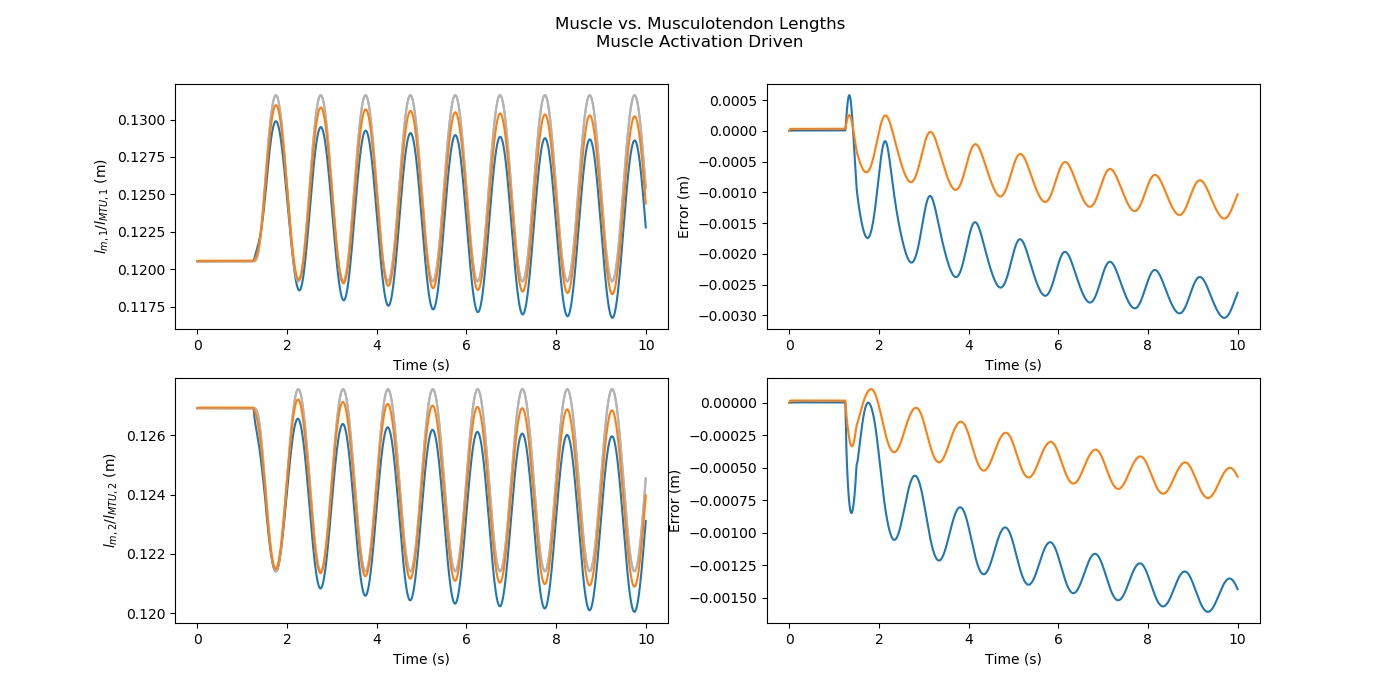 Muscle vs. Musculotendon Lengths
Muscle Activation Driven
0.1300
0.1275
0.1250
0.1225
0.1200
0.1175
l_{m,1}/l_{MTU,1} (m)
0 2 4 6 8 10
Time (s)
0.0005
0.0000
−0.0005
−0.0010
−0.0015
−0.0020
−0.0025
−0.0030
Error (m)
0 2 4 6 8 10
Time (s)
0.126
0.124
0.122
0.120
l_{m,2}/l_{MTU,2} (m)
0 2 4 6 8 10
Time (s)
0.00000
−0.00025
−0.00050
−0.00075
−0.00100
−0.00125
−0.00150
Error (m)
0 2 4 6 8 10
Time (s)